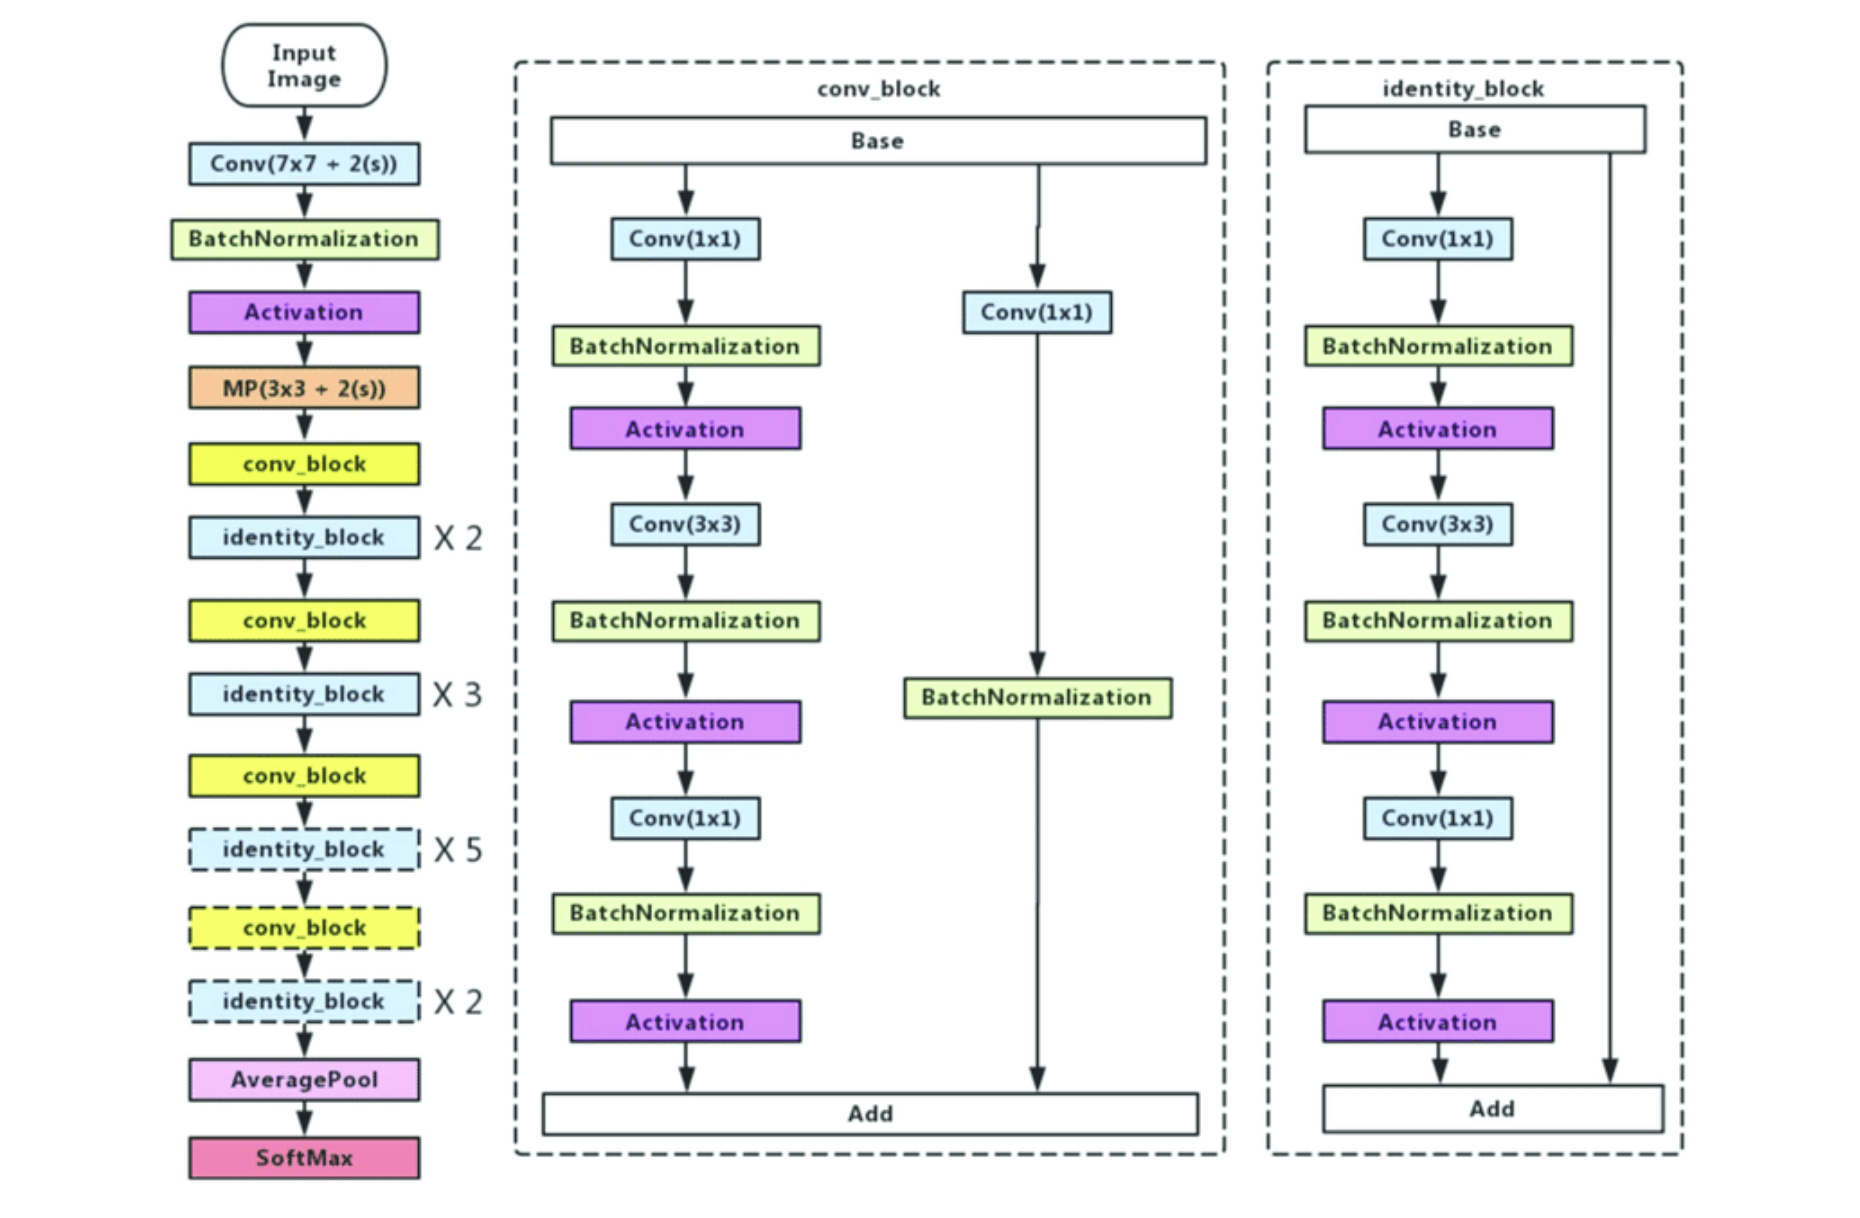 Input
Image
Conv(7x7 + 2(s))
BatchNormalization
Activation
MP(3x3 + 2(s))
conv_block
identity_block X 2
conv_block
identity_block X 3
conv_block
identity_block X 5
conv_block
identity_block X 2
AveragePool
SoftMax
conv_block
Base
Conv(1x1)
BatchNormalization
Activation
Conv(3x3)
BatchNormalization
Activation
Conv(1x1)
BatchNormalization
Activation
Conv(1x1)
BatchNormalization
Add
identity_block
Base
Conv(1x1)
BatchNormalization
Activation
Conv(3x3)
BatchNormalization
Activation
Conv(1x1)
BatchNormalization
Activation
Add